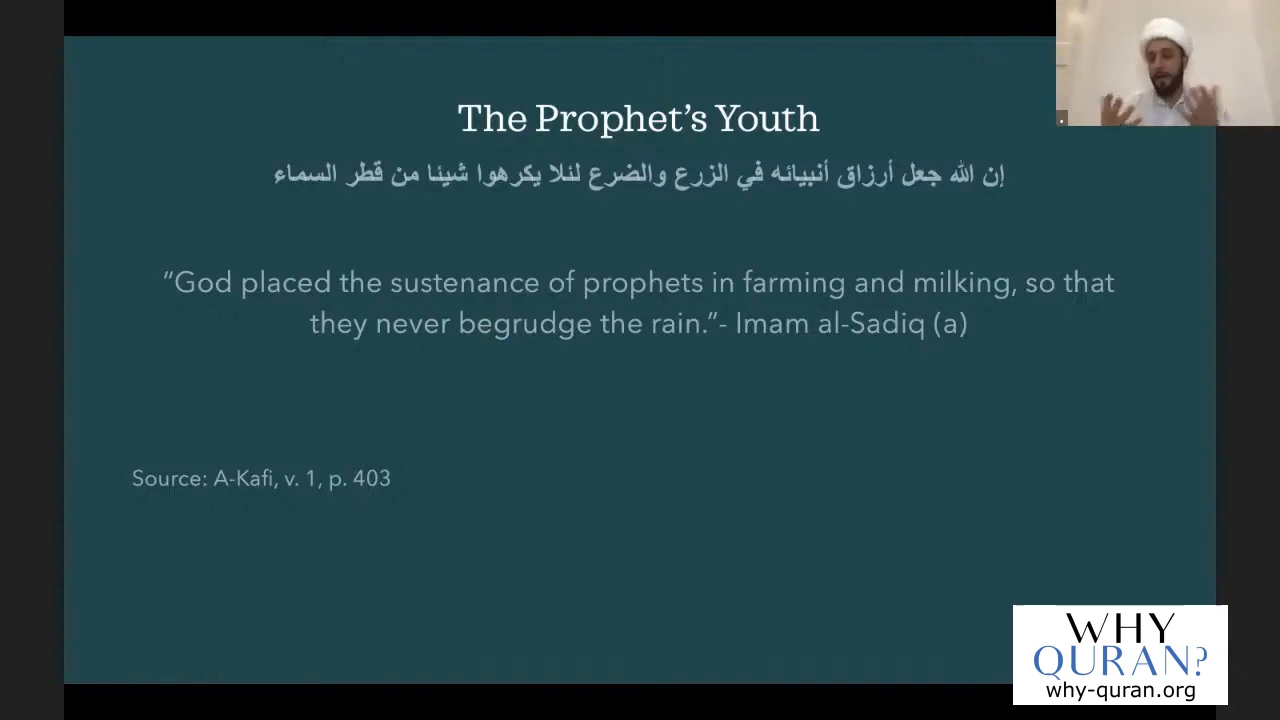 The Prophet’s Youth
إن الله جعل أرزاق أنبيائه في الزرع والضرع لئلا يكرهوا شيئا من قطر السماء
“God placed the sustenance of prophets in farming and milking, so that
they never begrudge the rain.”- Imam al-Sadiq (a)
Source: A-Kafi, v. 1, p. 403
WHY
QURAN?
why-quran.org